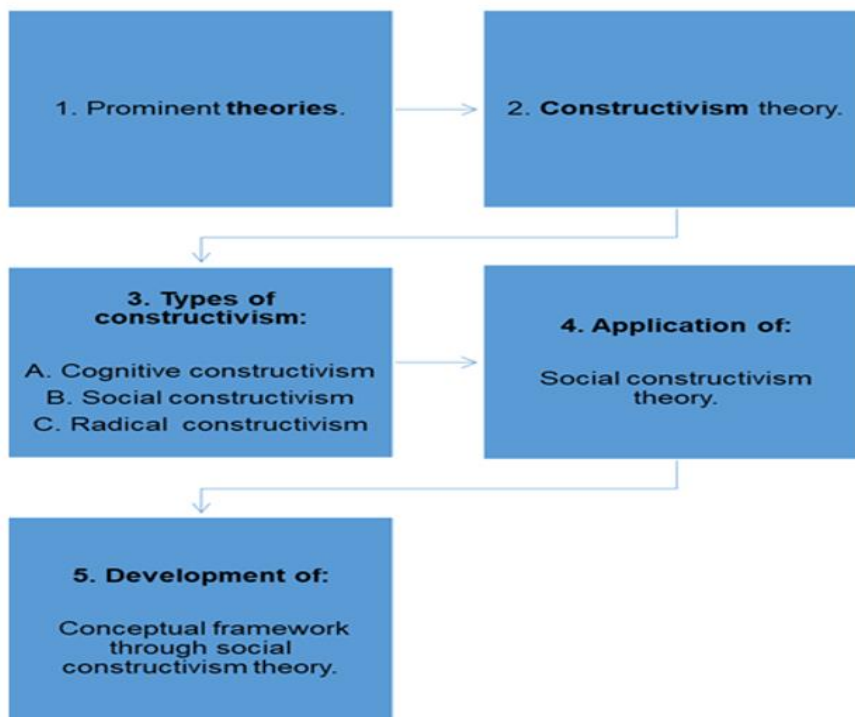 1. Prominent theories.
2. Constructivism theory.
3. Types of
constructivism:
A. Cognitive constructivism
B. Social constructivism
C. Radical constructivism
4. Application of:
Social constructivism
theory.
5. Development of:
Conceptual framework
through social
constructivism theory.